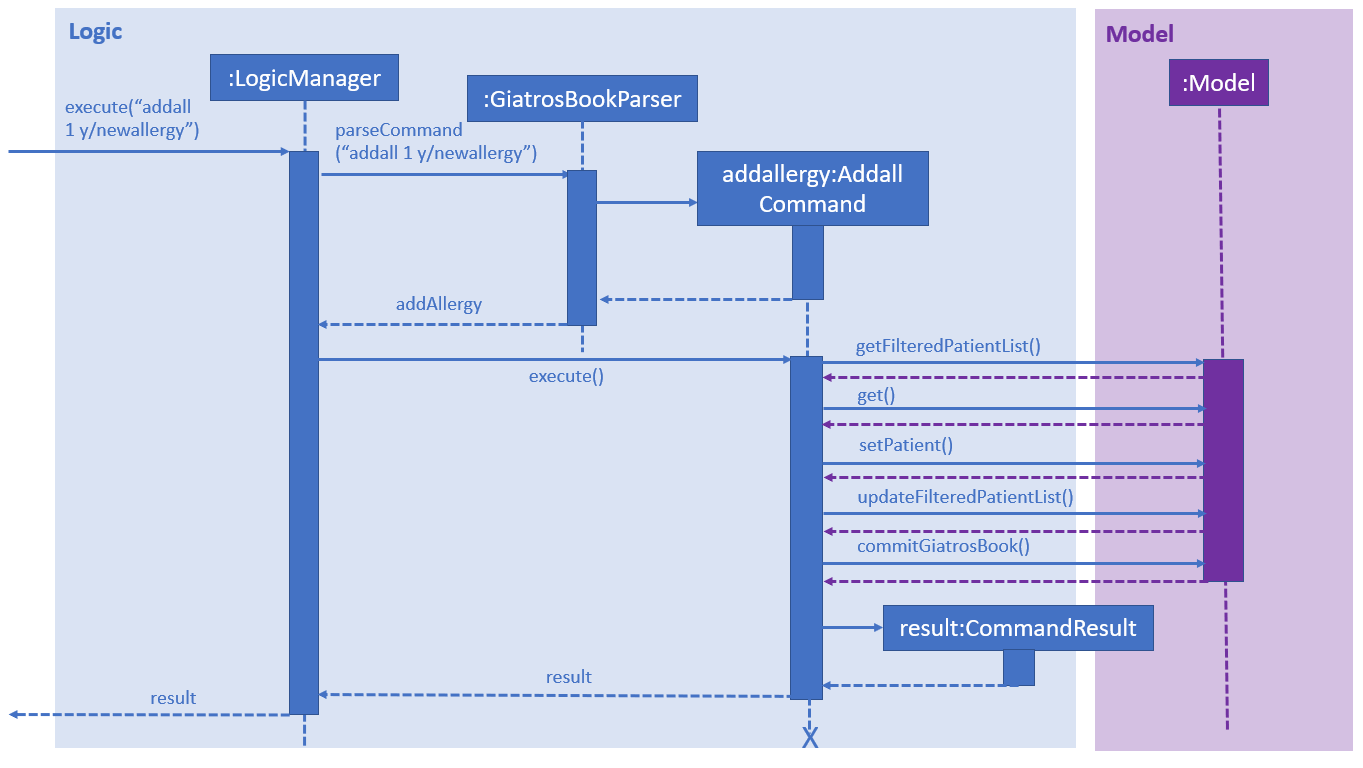 Logic
Model
:LogicManager
:GiatrosBookParser
:Model
execute(“addall
1 y/newallergy”)
parseCommand
(“addall 1 y/newallergy”)
addallergy:Addall
Command
addAllergy
getFilteredPatientList()
execute()
get()
setPatient()
updateFilteredPatientList()
commitGiatrosBook()
result:CommandResult
result
result
X